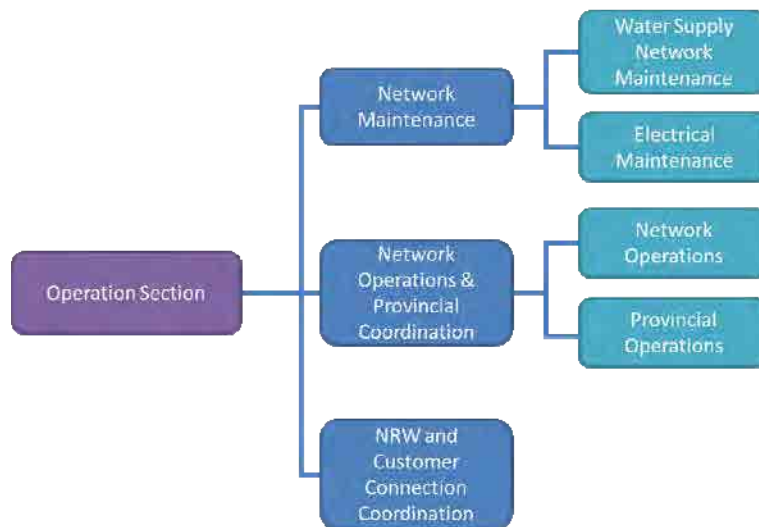 Operation Section
Network
Maintenance
Water Supply
Network
Maintenance
Electrical
Maintenance
Network
Operations &
Provincial
Coordination
Network
Operations
Provincial
Operations
NRW and
Customer
Connection
Coordination